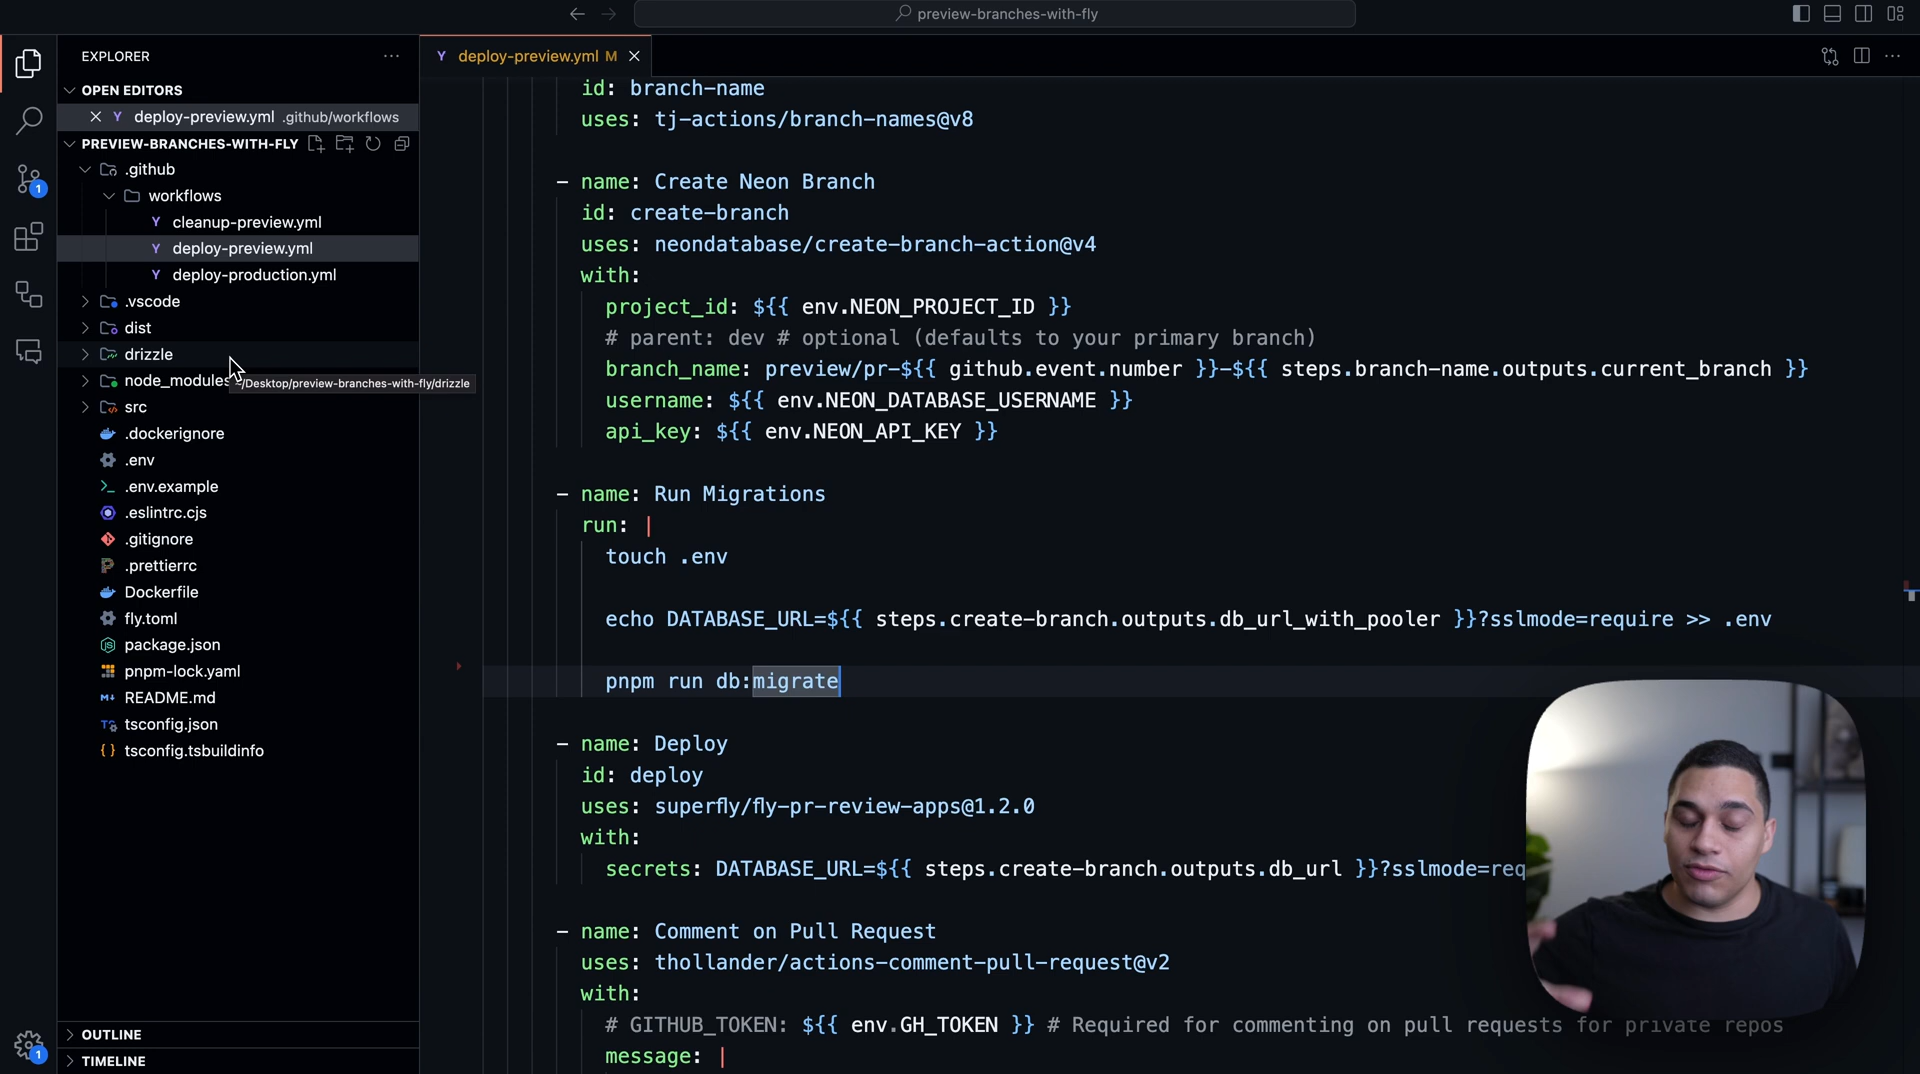 preview-branches-with-fly
EXPLORER
OPEN EDITORS
deploy-preview.yml .github/workflows
PREVIEW-BRANCHES-WITH-FLY
.github
workflows
cleanup-preview.yml
deploy-preview.yml
deploy-production.yml
.vscode
dist
drizzle
node_modules
/Desktop/preview-branches-with-fly/drizzle
src
.dockerignore
.env
.env.example
.eslintrc.cjs
.gitignore
.prettierrc
Dockerfile
fly.toml
package.json
pnpm-lock.yaml
README.md
tsconfig.json
tsconfig.tsbuildinfo
OUTLINE
TIMELINE
1
1
deploy-preview.yml M
id: branch-name
uses: tj-actions/branch-names@v8
- name: Create Neon Branch
id: create-branch
uses: neondatabase/create-branch-action@v4
with:
project_id: ${{ env.NEON_PROJECT_ID }}
# parent: dev # optional (defaults to your primary branch)
branch_name: preview/pr-${{ github.event.number }}-${{ steps.branch-name.outputs.current_branch }}
username: ${{ env.NEON_DATABASE_USERNAME }}
api_key: ${{ env.NEON_API_KEY }}
- name: Run Migrations
run: |
touch .env
echo DATABASE_URL=${{ steps.create-branch.outputs.db_url_with_pooler }}?sslmode=require >> .env
pnpm run db:migrate
- name: Deploy
id: deploy
uses: superfly/fly-pr-review-apps@1.2.0
with:
secrets: DATABASE_URL=${{ steps.create-branch.outputs.db_url }}?sslmode=req
- name: Comment on Pull Request
uses: thollander/actions-comment-pull-request@v2
with:
# GITHUB_TOKEN: ${{ env.GH_TOKEN }} # Required for commenting on pull requests for private repos
message: |